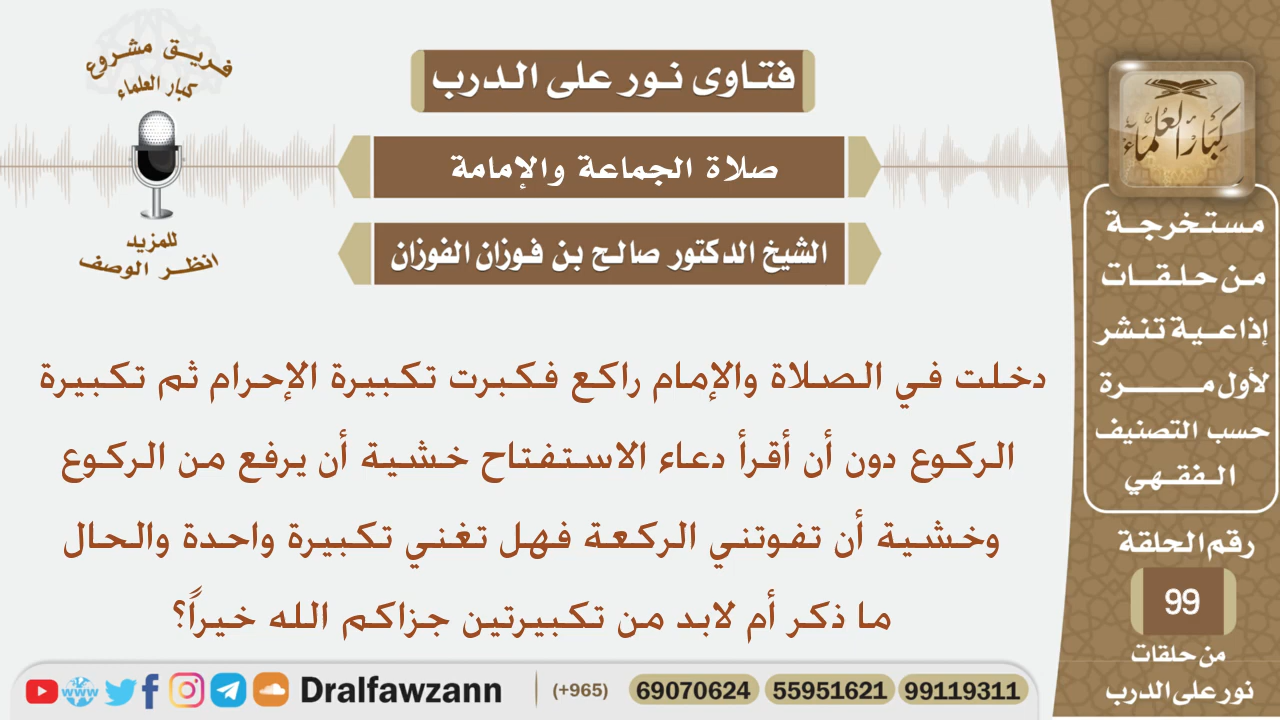 فريق مشروع
كبار العلماء
للمزيد
انظر الوصف
فتاوى نور على الدرب
صلاة الجماعة والإمامة
الشيخ الدكتور صالح بن فوزان الفوزان
دخلت في الصلاة والإمام راكع فكبرت تكبيرة الإحرام ثم تكبيرة
الركوع دون أن أقرأ دعاء الاستفتاح خشية أن يرفع من الركوع
وخشية أن تفوتني الركعة فهل تغني تكبيرة واحدة والحال
ما ذكر أم لابد من تكبيرتين جزاكم الله خيراً؟
كبار العلماء
مستخرجة
من حلقات
إذاعية تنشر
لأول مرة
حسب التصنيف
الفقهي
رقم الحلقة
99
من حلقات
نور على الدرب
www
Dralfawzann
(+965)
69070624
55951621
99119311